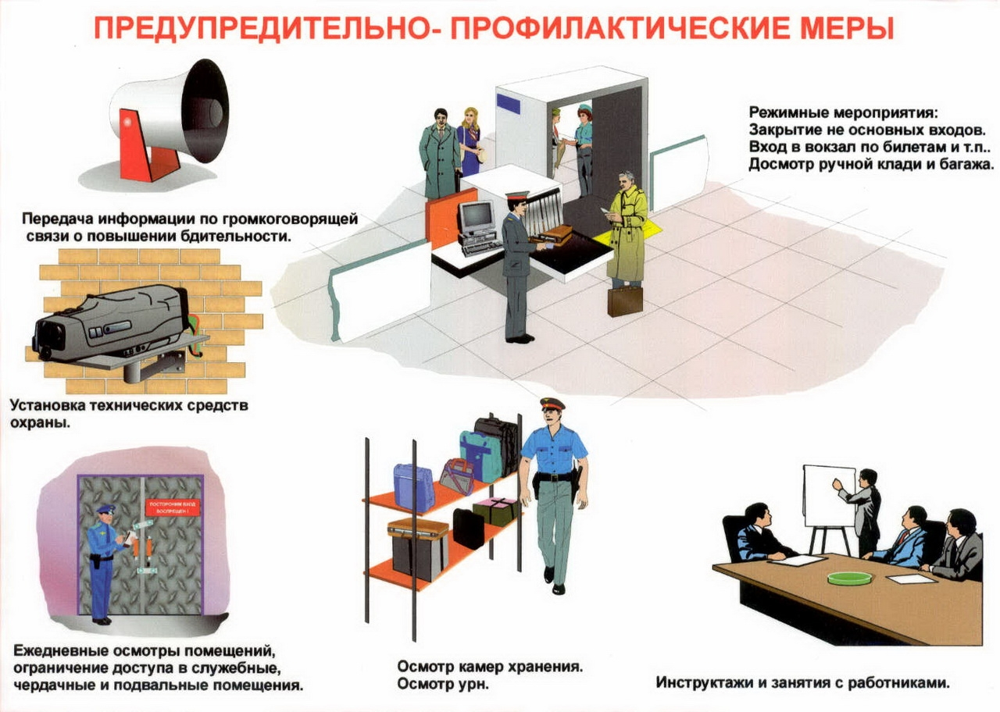 ПРЕДУПРЕДИТЕЛЬНО- ПРОФИЛАКТИЧЕСКИЕ МЕРЫ
Режимные мероприятия:
Закрытие не основных входов.
Вход в вокзал по билетам и т.п..
Досмотр ручной клади и багажа.
Передача информации по громкоговорящей
связи о повышении бдительности.
Установка технических средств
охраны.
ПОСТОРОНИМ ВХОД
ВОСПРЕЩЕН !
Ежедневные осмотры помещений,
ограничение доступа в служебные,
чердачные и подвальные помещения.
Осмотр камер хранения.
Осмотр урн.
Инструктажи и занятия с работниками.